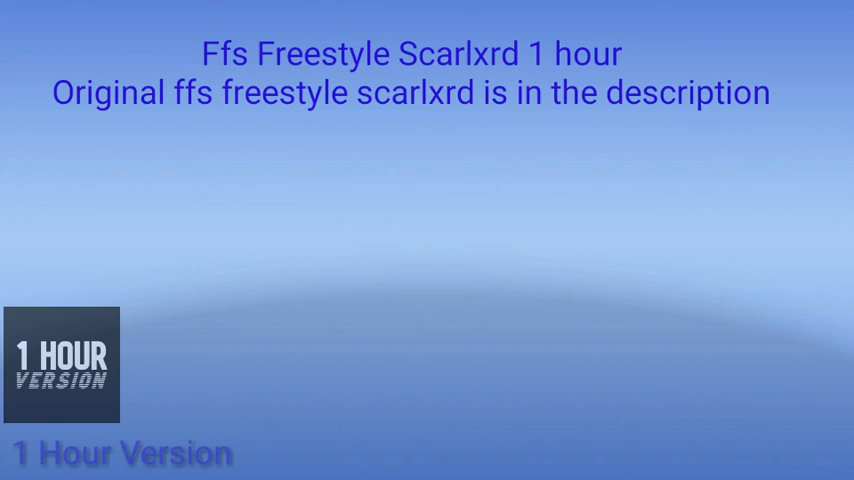 Ffs Freestyle Scarlxrd 1 hour
Original ffs freestyle scarlxrd is in the description
1 HOUR
VERSION
1 Hour Version